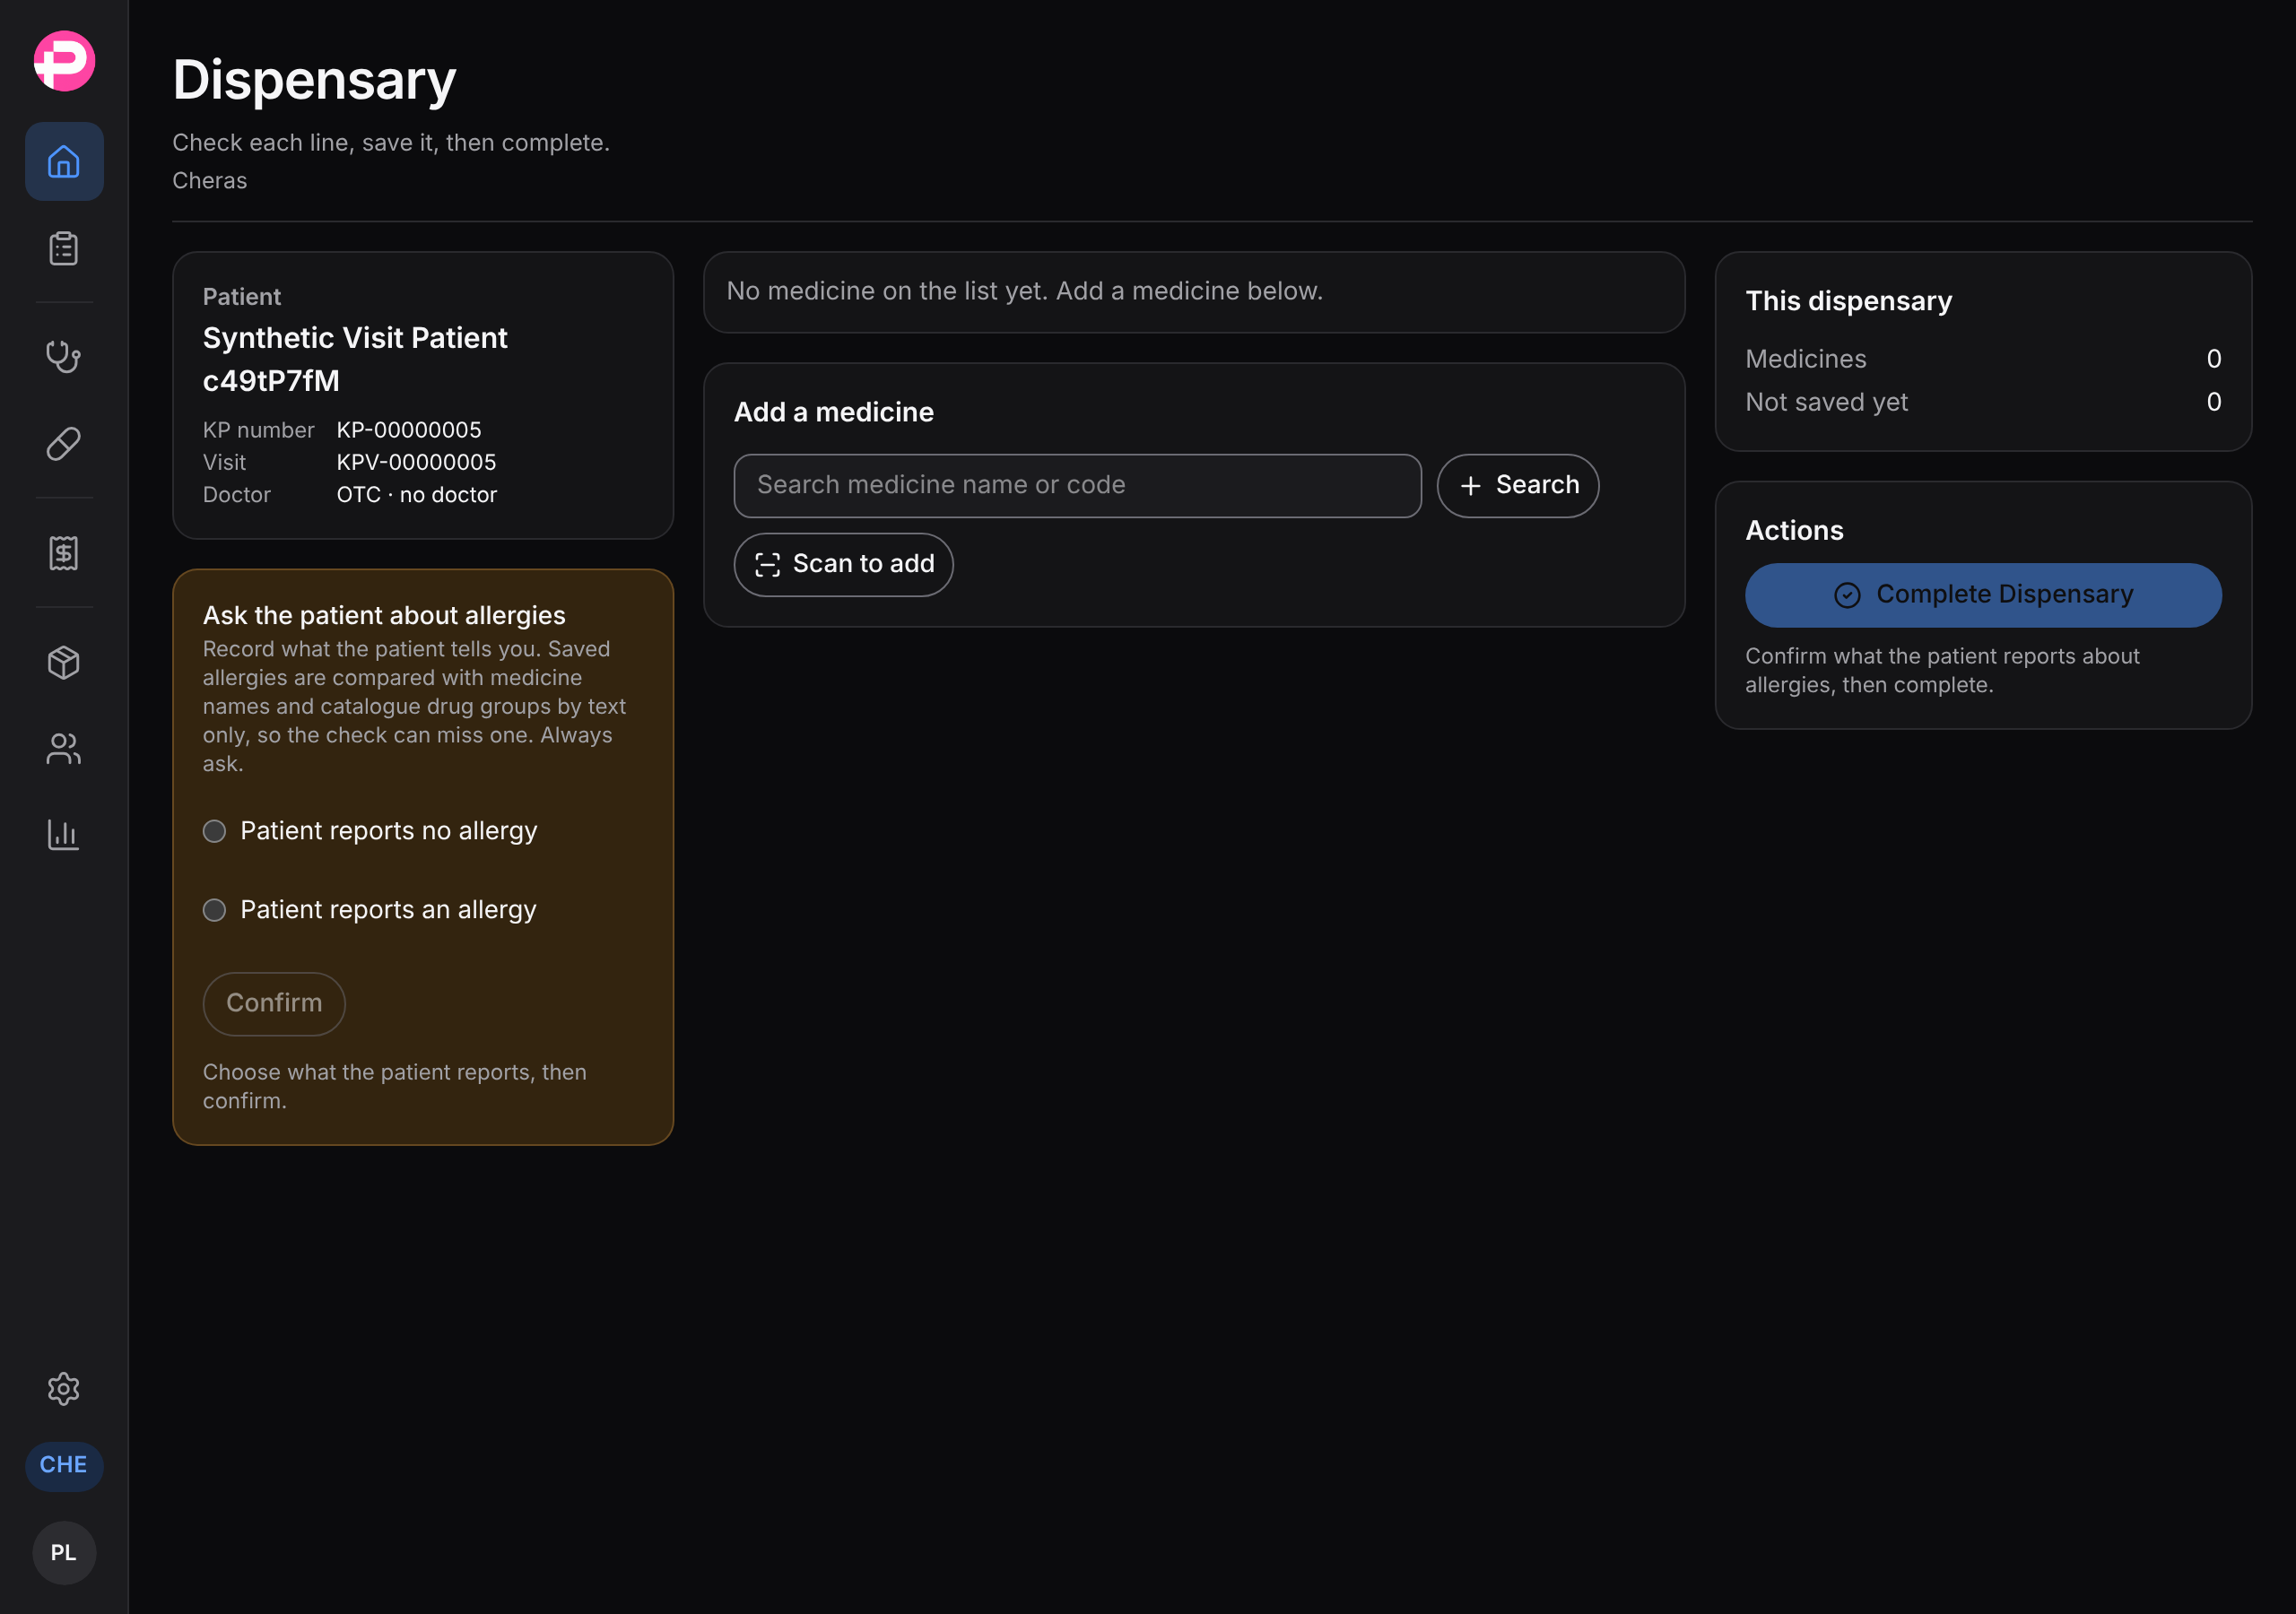 Dispensary
Check each line, save it, then complete.
Cheras
Patient
Synthetic Visit Patient
c49tP7fM
KP number KP-00000005
Visit KPV-00000005
Doctor OTC · no doctor
Ask the patient about allergies
Record what the patient tells you. Saved
allergies are compared with medicine
names and catalogue drug groups by text
only, so the check can miss one. Always
ask.
Patient reports no allergy
Patient reports an allergy
Confirm
Choose what the patient reports, then
confirm.
No medicine on the list yet. Add a medicine below.
Add a medicine
Search medicine name or code
Search
Scan to add
This dispensary
Medicines 0
Not saved yet 0
Actions
Complete Dispensary
Confirm what the patient reports about
allergies, then complete.
CHE
PL